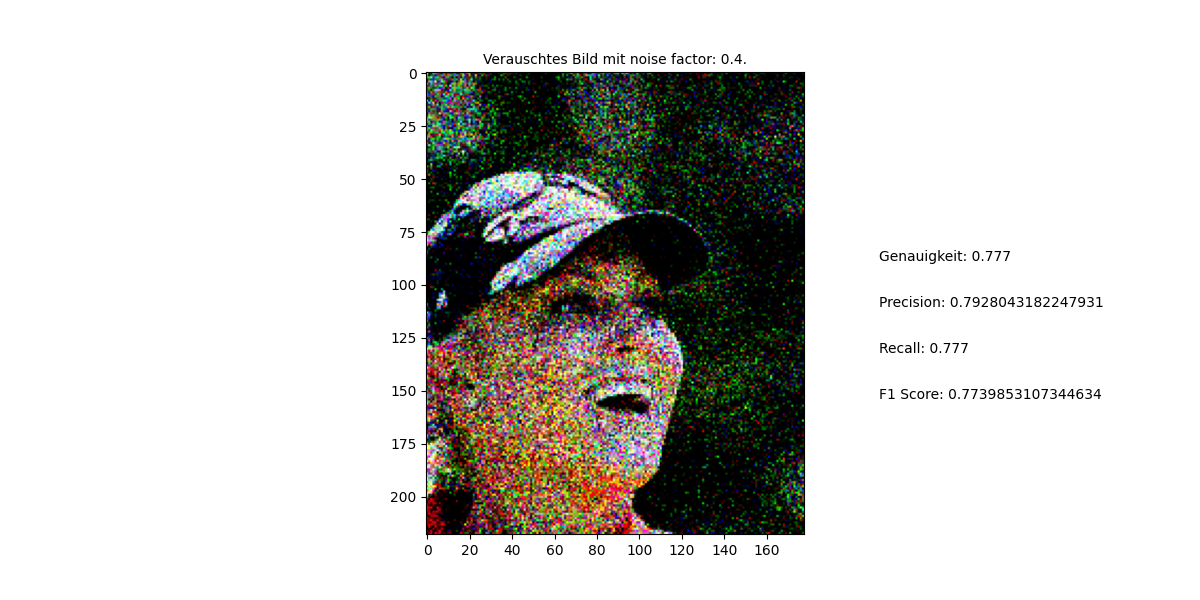 Verauschtes Bild mit noise factor: 0.4.
0
25
50
75
100
125
150
175
200
0 20 40 60 80 100 120 140 160
Genauigkeit: 0.777
Precision: 0.7928043182247931
Recall: 0.777
F1 Score: 0.7739853107344634